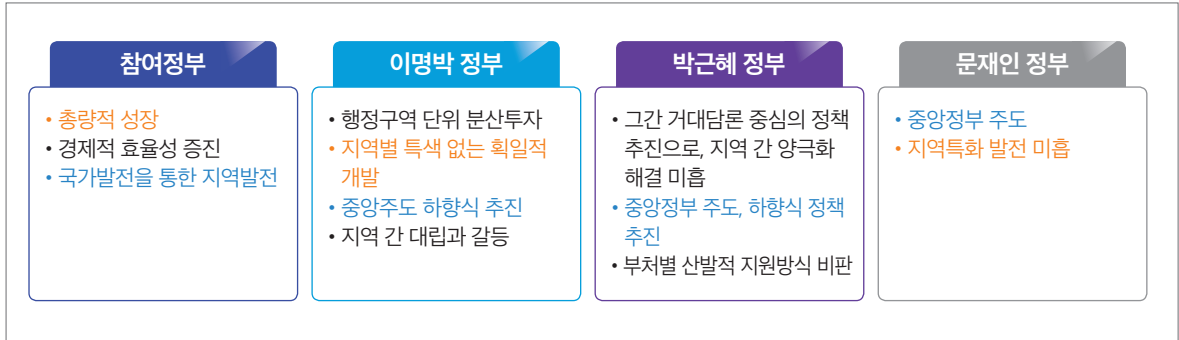 참여정부
• 총량적 성장
• 경제적 효율성 증진
• 국가발전을 통한 지역발전
이명박 정부
• 행정구역 단위 분산투자
• 지역별 특색 없는 획일적
개발
• 중앙주도 하향식 추진
• 지역 간 대립과 갈등
박근혜 정부
• 그간 거대담론 중심의 정책
추진으로, 지역 간 양극화
해결 미흡
• 중앙정부 주도, 하향식 정책
추진
• 부처별 산발적 지원방식 비판
문재인 정부
• 중앙정부 주도
• 지역특화 발전 미흡